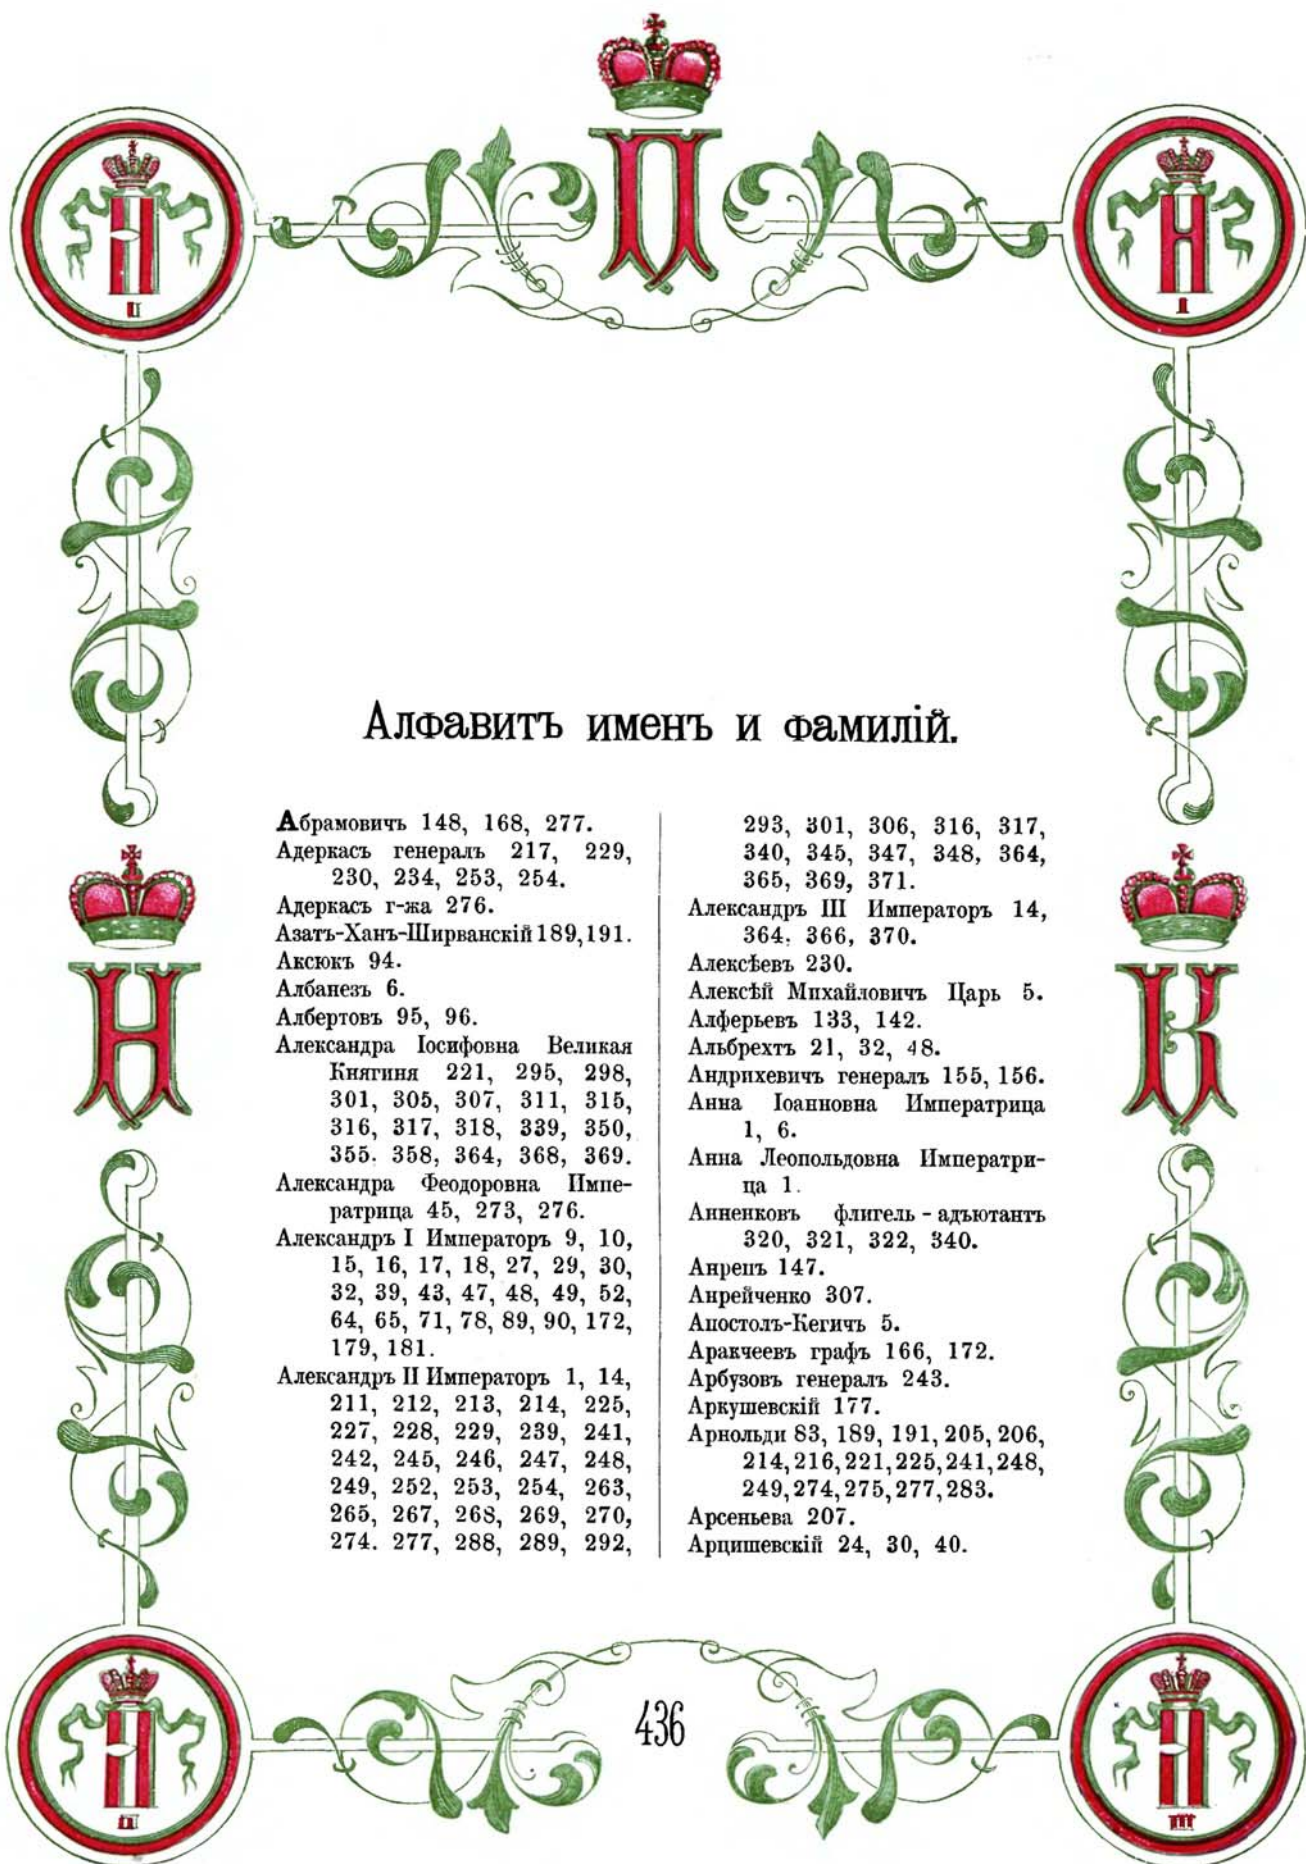 П
II
I
Алфавитъ именъ и фамилій.
Абрамовичъ 148, 168, 277.
Адеркасъ генералъ 217, 229,
230, 234, 253, 254.
Адеркасъ г-жа 276.
Азатъ-Ханъ-Ширванскій 189,191.
Аксюкъ 94.
Албанезъ 6.
Албертовъ 95, 96.
Александра Іосифовна Великая
Княгиня 221, 295, 298,
301, 305, 307, 311, 315,
316, 317, 318, 339, 350,
355. 358, 364, 368, 369.
Александра Феодоровна Импе-
ратрица 45, 273, 276.
Александръ I Императоръ 9, 10,
15, 16, 17, 18, 27, 29, 30,
32, 39, 43, 47, 48, 49, 52,
64, 65, 71, 78, 89, 90, 172,
179, 181.
Александръ II Императоръ 1, 14,
211, 212, 213, 214, 225,
227, 228, 229, 239, 241,
242, 245, 246, 247, 248,
249, 252, 253, 254, 263,
265, 267, 268, 269, 270,
274. 277, 288, 289, 292,
293, 301, 306, 316, 317,
340, 345, 347, 348, 364,
365, 369, 371.
Александръ III Императоръ 14,
364. 366, 370.
Алексѣевъ 230.
Алексѣй Михайловичъ Царь 5.
Алферьевъ 133, 142.
Альбрехтъ 21, 32, 48.
Андрихевичъ генералъ 155, 156.
Анна Іоанновна Императрица
1, 6.
Анна Леопольдовна Императри-
ца 1.
Анненковъ флигель - адъютантъ
320, 321, 322, 340.
Анрепъ 147.
Анрейченко 307.
Апостолъ-Кегичъ 5.
Аракчеевъ графъ 166, 172.
Арбузовъ генералъ 243.
Аркушевскій 177.
Арнольди 83, 189, 191, 205, 206,
214,216,221,225,241,248,
249,274,275,277,283.
Арсеньева 207.
Арцишевскій 24, 30, 40.
Н
К
436
III